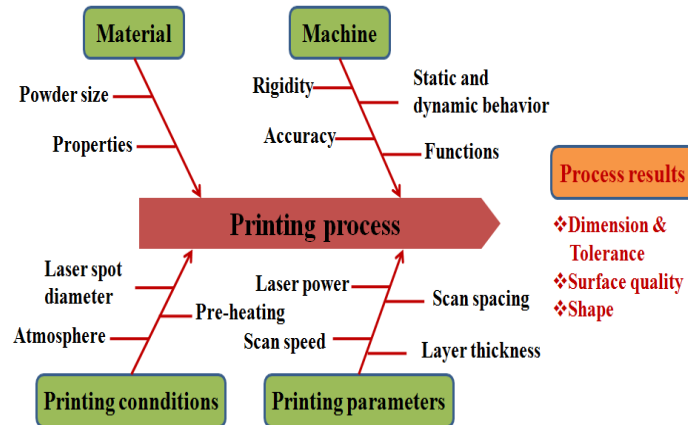 Material
Machine
Powder size
Properties
Rigidity
Static and
dynamic behavior
Accuracy
Functions
Process results
❖Dimension &
Tolerance
❖Surface quality
❖Shape
Printing process
Laser spot
diameter
Pre-heating
Atmosphere
Laser power
Scan spacing
Scan speed
Layer thickness
Printing connditions
Printing parameters